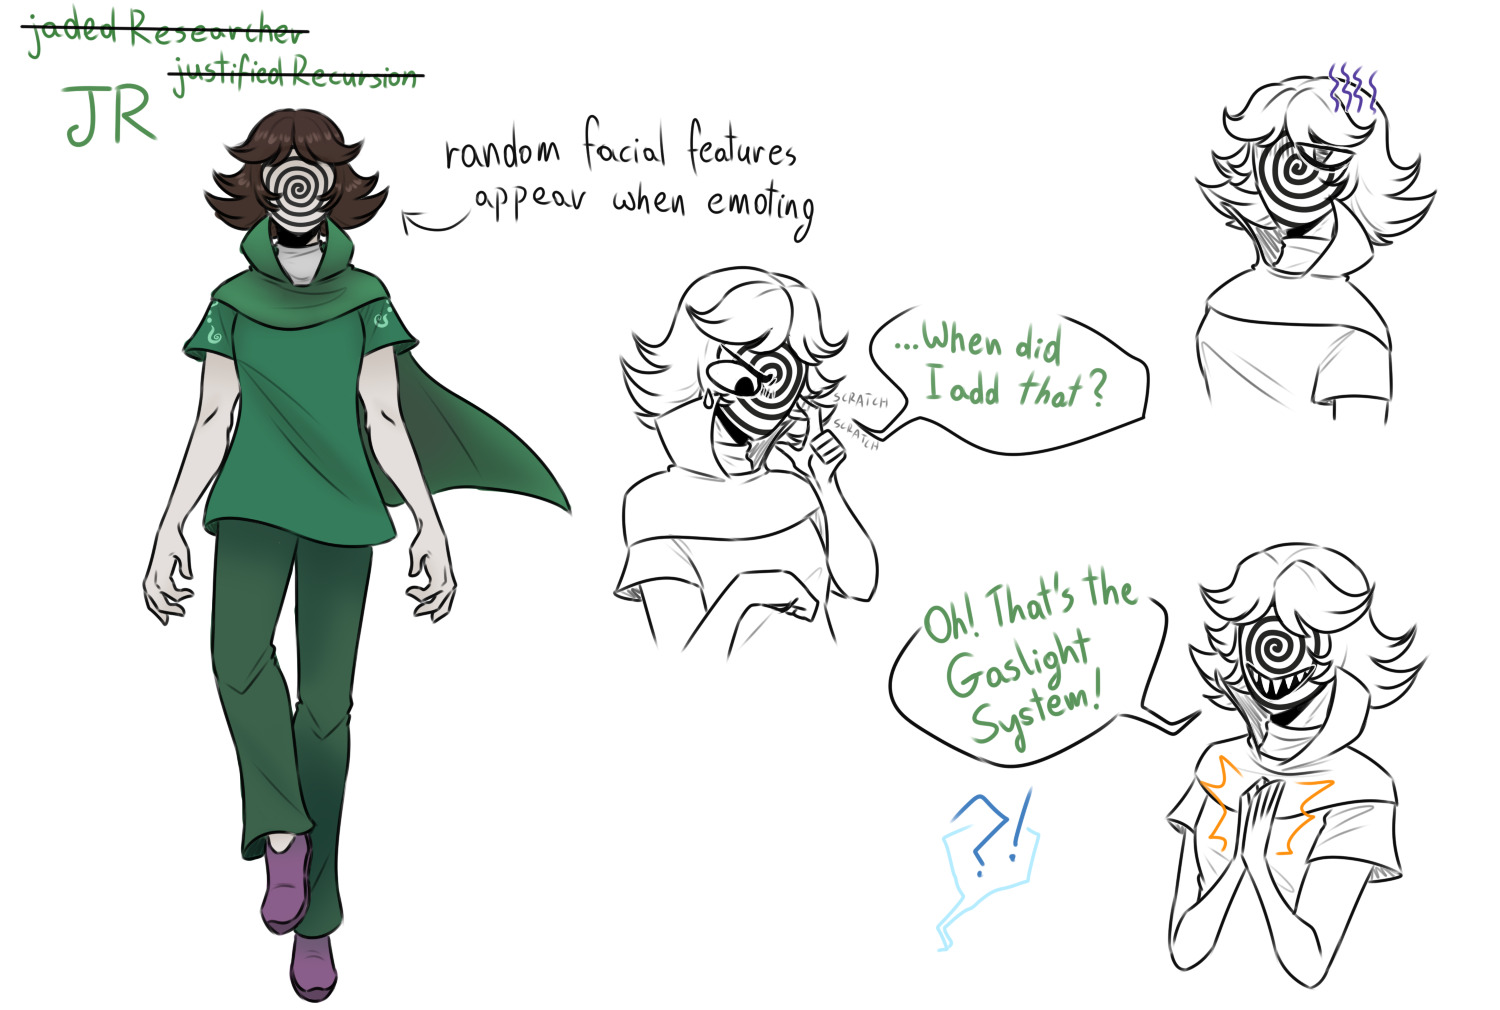 jaded Researcher
justified Recursion
JR
random facial features
appear when emoting
...When did
I add that?
SCRATCH
SCRATCH
Oh! That's the
Gaslight
System!
?!